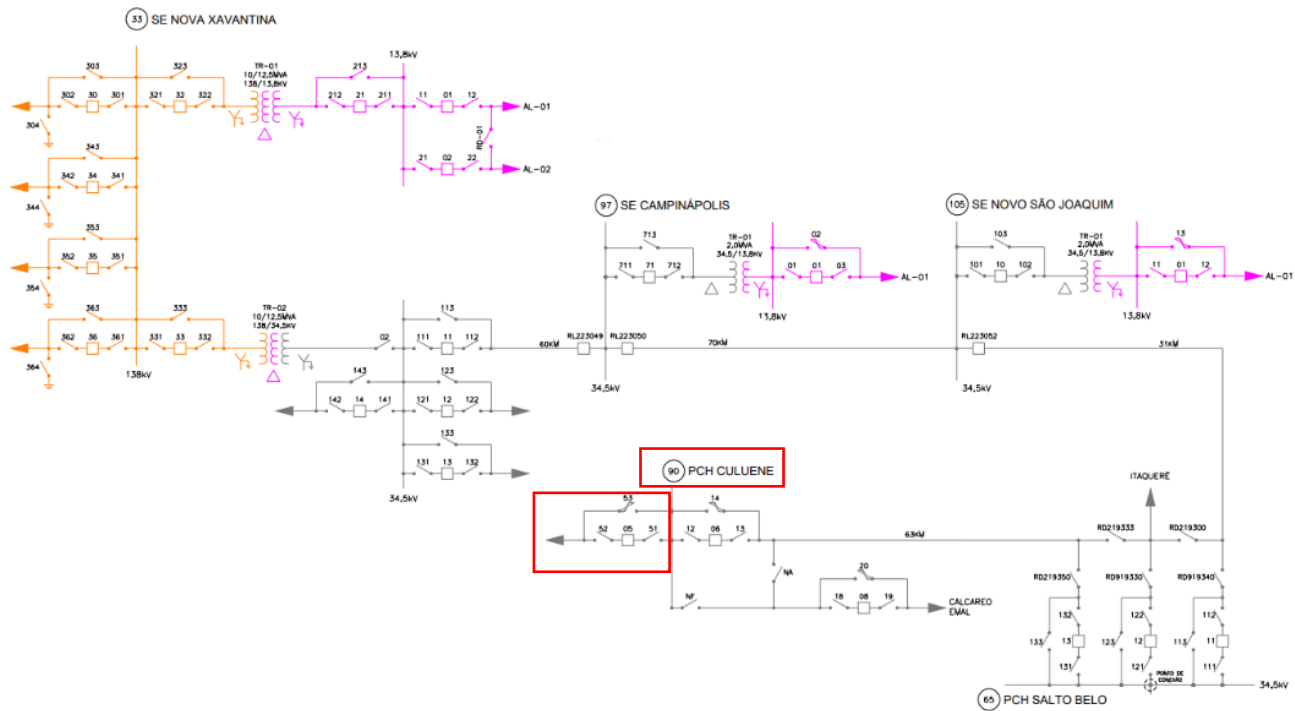 33 SE NOVA XAVANTINA
303
323
TR-01
10/12,5MVA
138/13,8KV
213
13,8kV
302 30 301 321 32 322
212 21 211
11 01 12
AL-01
304
RD-01
343
21 02 22
AL-02
342 34 341
344
353
352 35 351
354
363
333
TR-02
10/12,5MVA
138/34,5KV
362 36 361 331 33 332
364
138kV
02
113
111 11 112
60KM
143
123
142 14 141 121 12 122
133
131 13 132
34,5kV
97 SE CAMPINÁPOLIS
713
TR-01
2,0MVA
34,5/13,8KV
02
711 71 712
01 01 03
AL-01
13,8kV
RL223049
RL223050
70KM
34,5kV
105 SE NOVO SÃO JOAQUIM
103
TR-01
2,0MVA
34,5/13,8KV
13
101 10 102
11 01 12
AL-01
13,8kV
RL223052
31KM
34,5kV
90 PCH CULUENE
53
14
52 05 51
12 06 13
63KM
NA
NF
20
18 08 19
CALCAREO
EMAL
ITAQUERÊ
RD219333
RD219300
RD219350
RD919330
RD919340
132
122
112
133 13
123 12
113 11
131
121
111
PONTO DE
CONEXÃO
34,5kV
65 PCH SALTO BELO